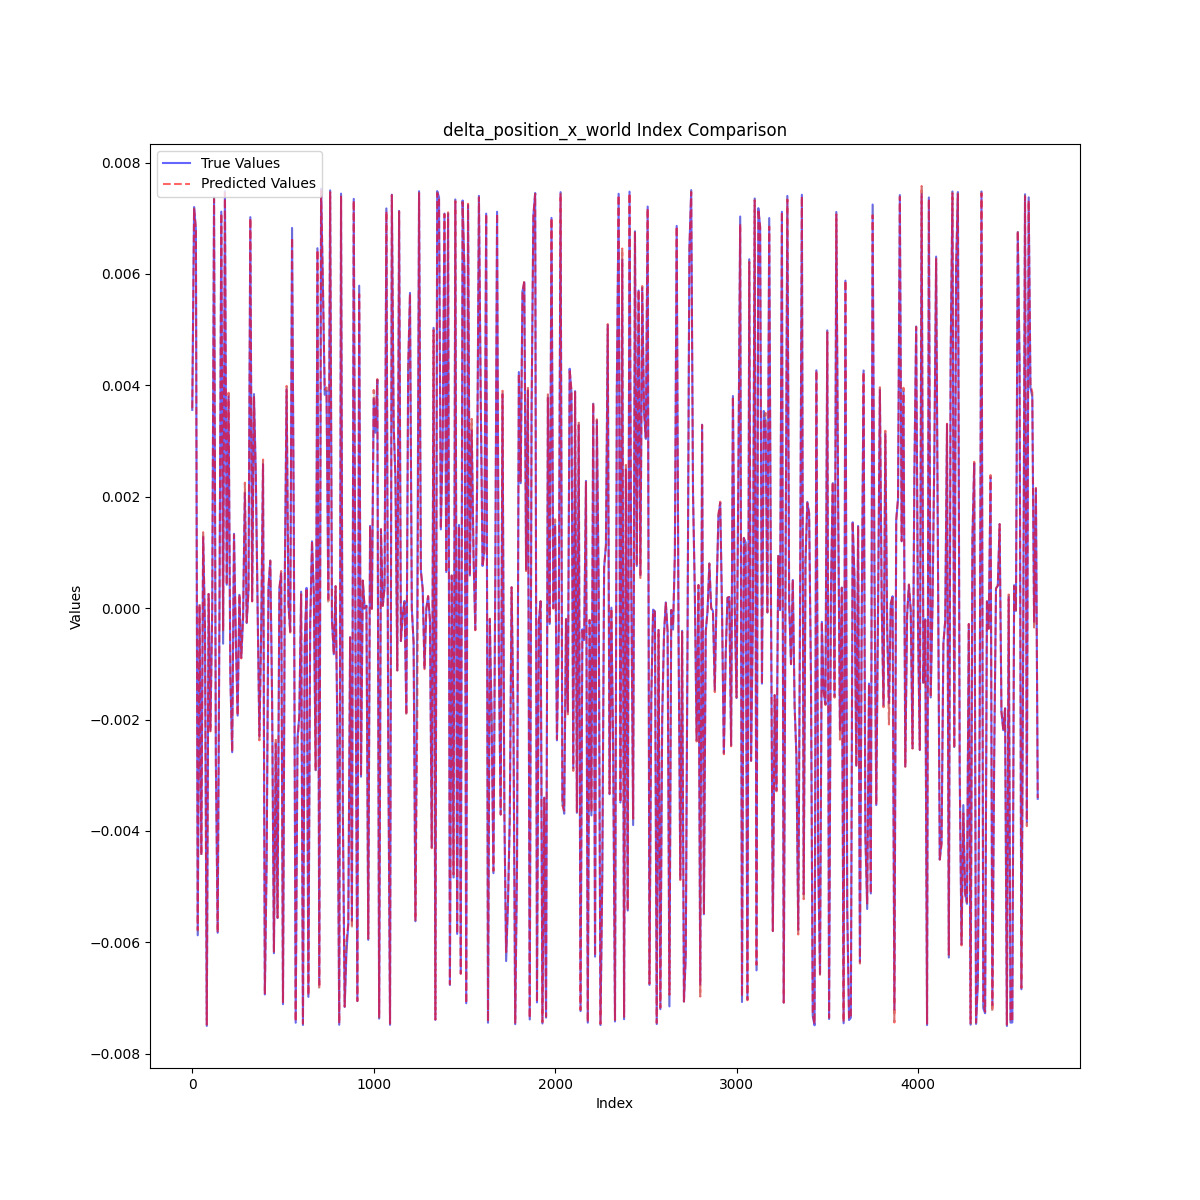 delta_position_x_world Index Comparison
True Values
Predicted Values
0.008
0.006
0.004
0.002
0.000
−0.002
−0.004
−0.006
−0.008
Values
0 1000 2000 3000 4000
Index